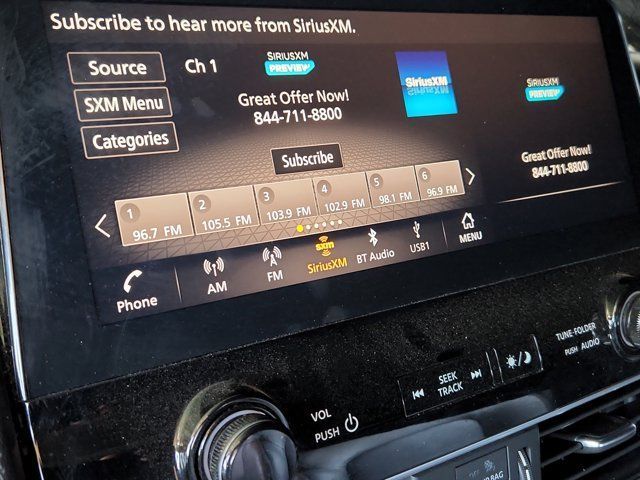 Subscribe to hear more from SiriusXM.
Source
Ch 1
SIRIUSXM
PREVIEW
SiriusXM
SiriusXM
SIRIUSXM
PREVIEW
SXM Menu
Great Offer Now!
844-711-8800
Categories
Great Offer Now!
844-711-8800
Subscribe
1
96.7 FM
2
105.5 FM
3
103.9 FM
4
102.9 FM
5
98.1 FM
6
96.9 FM
Phone
AM
FM
sxm
SiriusXM
BT Audio
USB1
MENU
VOL
PUSH
SEEK
TRACK
TUNE·FOLDER
PUSH AUDIO